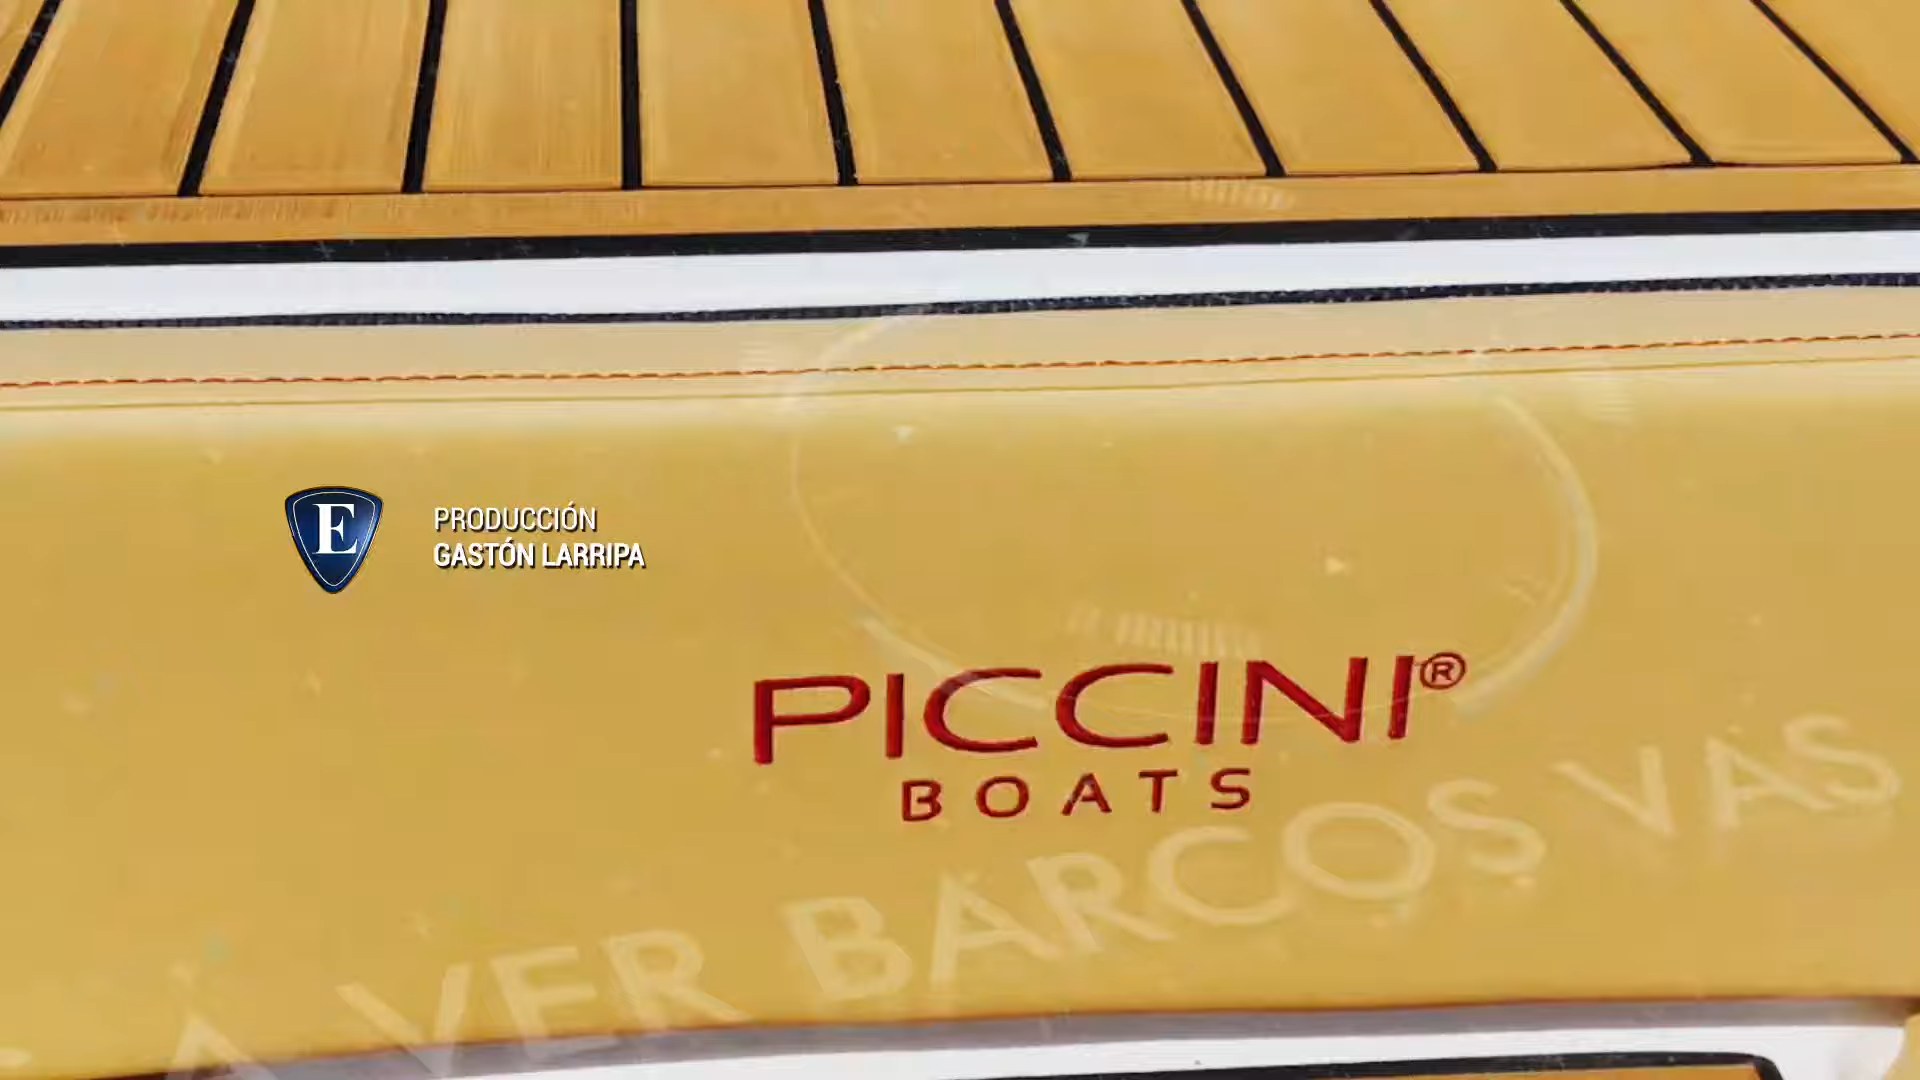 E
PRODUCCIÓN
GASTÓN LARRIPA
PICCINI®
BOATS
A VER BARCOS VAS